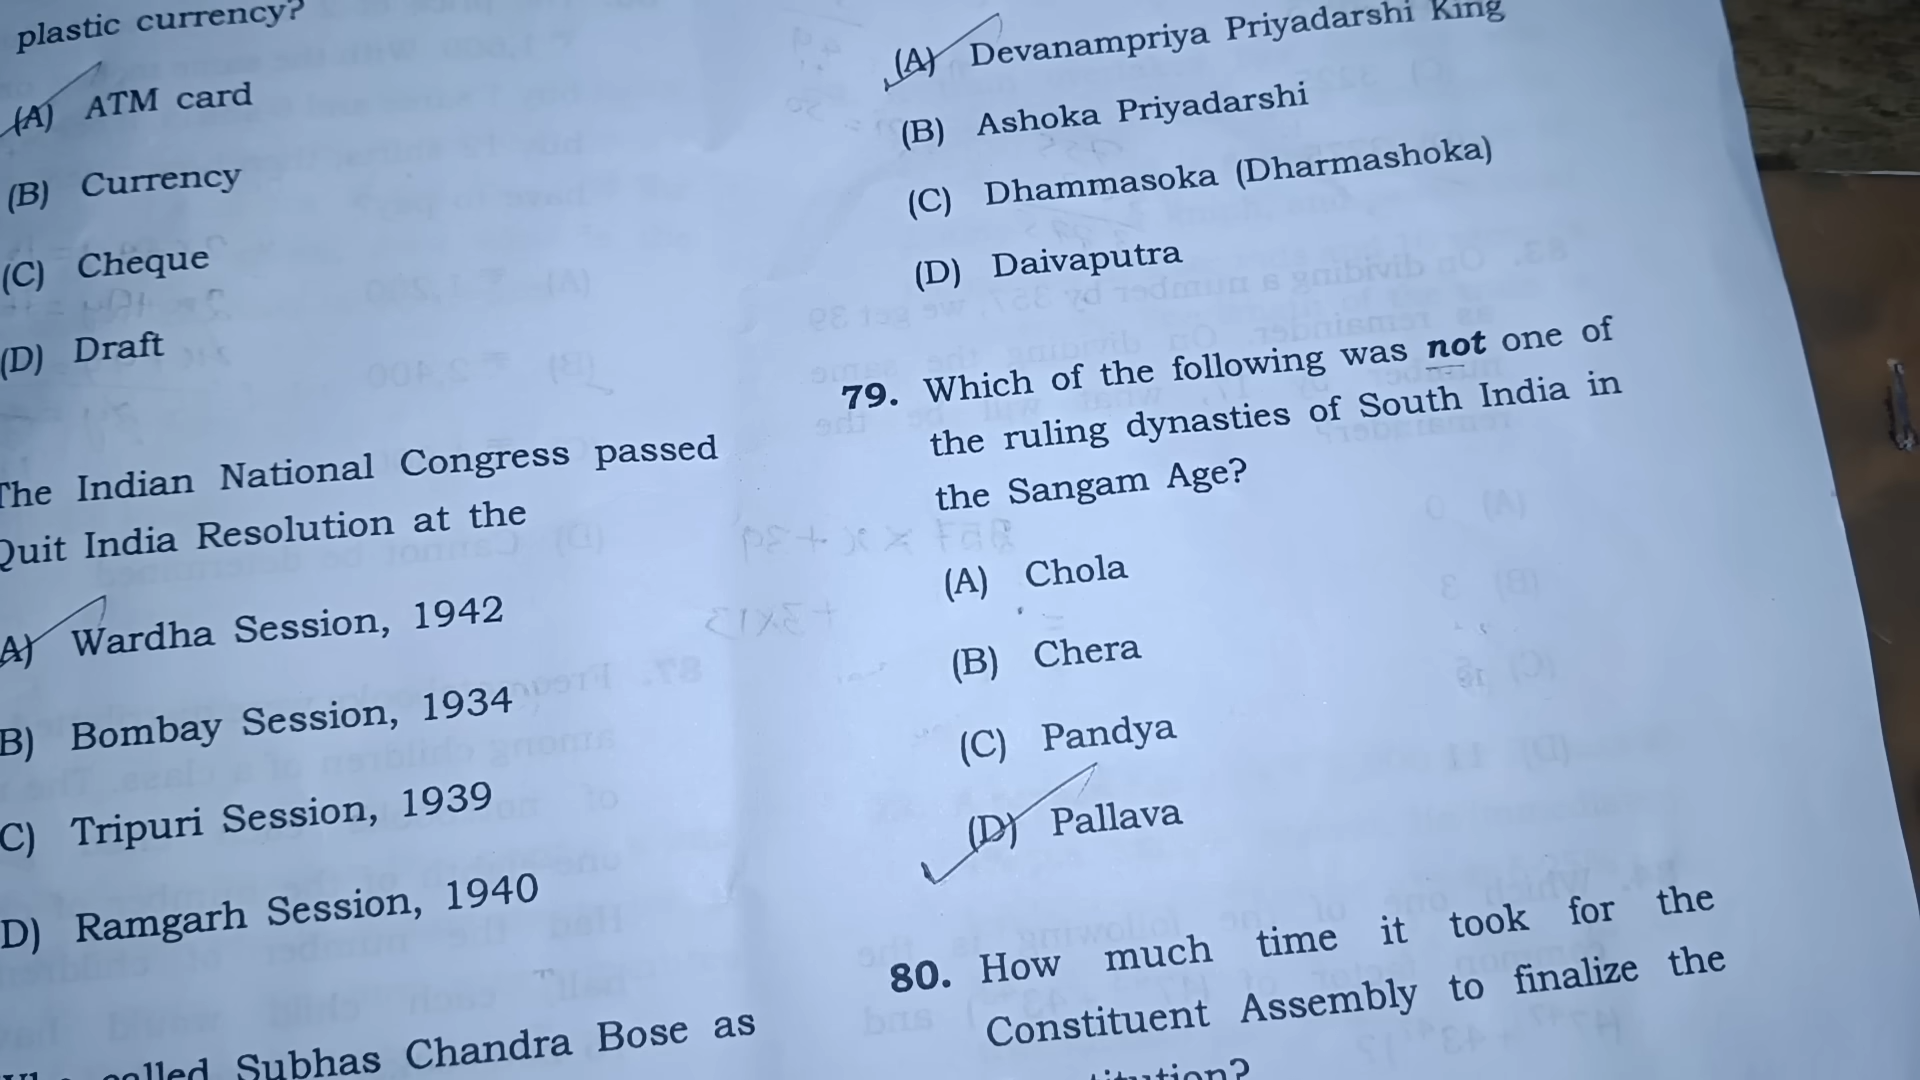 plastic currency?
(A) ATM card
(B) Currency
(C) Cheque
(D) Draft
The Indian National Congress passed
Quit India Resolution at the
A) Wardha Session, 1942
B) Bombay Session, 1934
C) Tripuri Session, 1939
D) Ramgarh Session, 1940
called Subhas Chandra Bose as
(A) Devanampriya Priyadarshi King
(B) Ashoka Priyadarshi
(C) Dhammasoka (Dharmashoka)
(D) Daivaputra
79. Which of the following was not one of
the ruling dynasties of South India in
the Sangam Age?
(A) Chola
(B) Chera
(C) Pandya
(D) Pallava
80. How much time it took for the
Constituent Assembly to finalize the